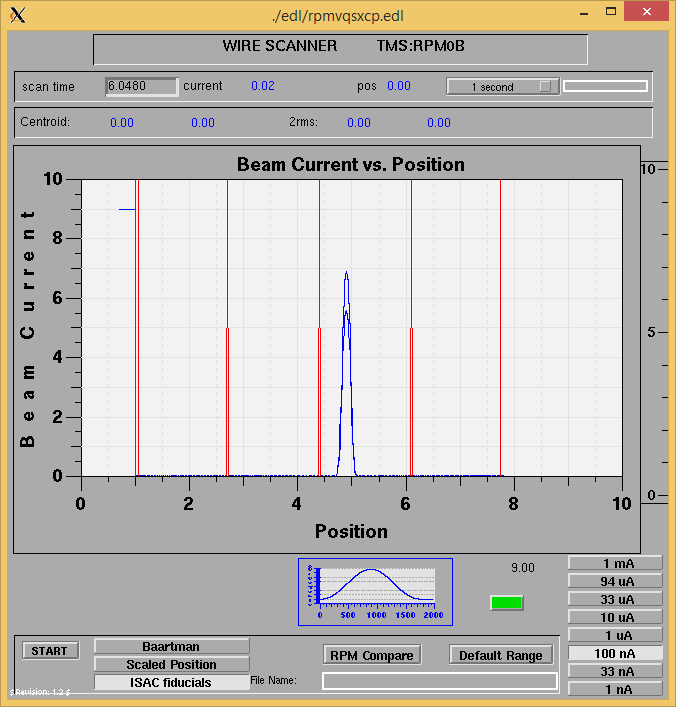 ./edl/rpmvqsxcp.edl
WIRE SCANNER TMS:RPM0B
scan time 6.0480 current 0.02 pos 0.00 1 second
Centroid: 0.00 0.00 2rms: 0.00 0.00
Beam Current vs. Position
10
8
6
4
2
0
Beam Current
0 2 4 6 8 10
Position
10
5
0
0 500 1000 1500 2000
9.00
1 mA
94 uA
33 uA
10 uA
1 uA
100 nA
33 nA
1 nA
START
Baartman
Scaled Position
ISAC fiducials
RPM Compare
Default Range
File Name:
$Revision: 1.2 $